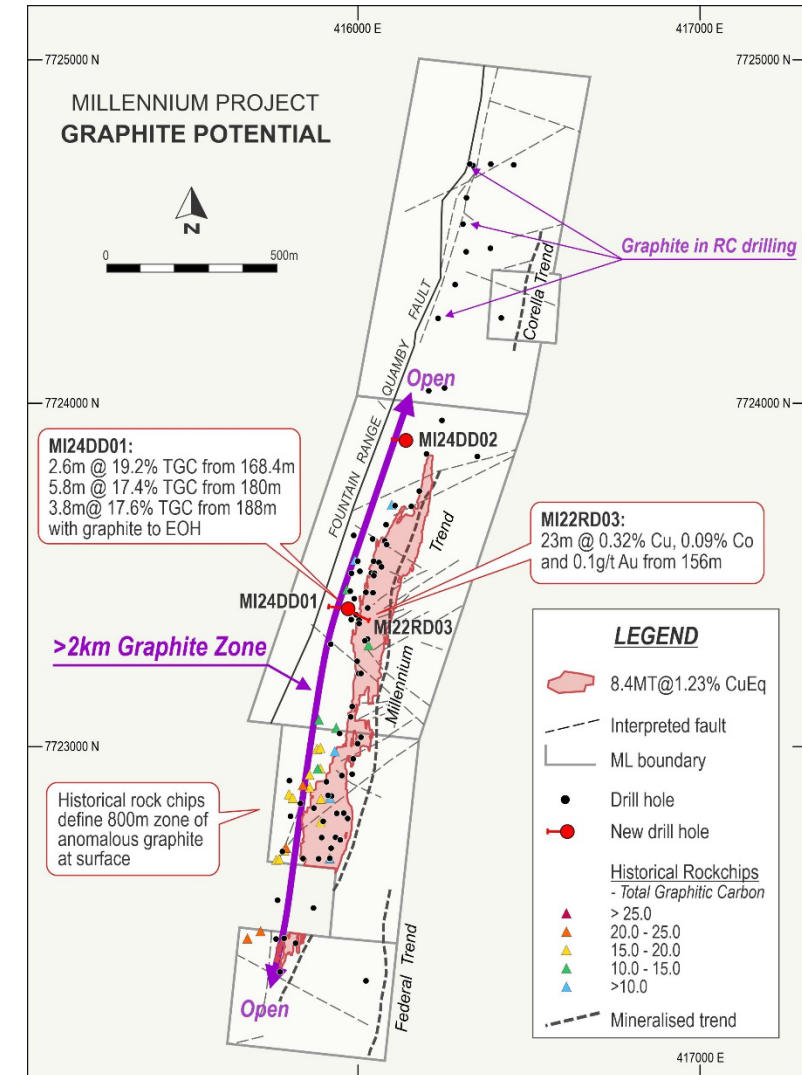 416000 E
417000 E
7725000 N
7725000 N
MILLENNIUM PROJECT
GRAPHITE POTENTIAL
N
0
500m
Graphite in RC drilling
Corella Trend
FOUNTAIN RANGE / QUAMBY FAULT
Open
7724000 N
7724000 N
MI24DD02
MI24DD01:
2.6m @ 19.2% TGC from 168.4m
5.8m @ 17.4% TGC from 180m
3.8m@ 17.6% TGC from 188m
with graphite to EOH
MI22RD03:
23m @ 0.32% Cu, 0.09% Co
and 0.1g/t Au from 156m
MI24DD01
MI22RD03
Millennium Trend
>2km Graphite Zone
7723000 N
7723000 N
Historical rock chips
define 800m zone of
anomalous graphite
at surface
Open
Federal Trend
LEGEND
8.4MT@1.23% CuEq
Interpreted fault
ML boundary
Drill hole
New drill hole
Historical Rockchips
- Total Graphitic Carbon
> 25.0
20.0 - 25.0
15.0 - 20.0
10.0 - 15.0
>10.0
Mineralised trend
416000 E
417000 E